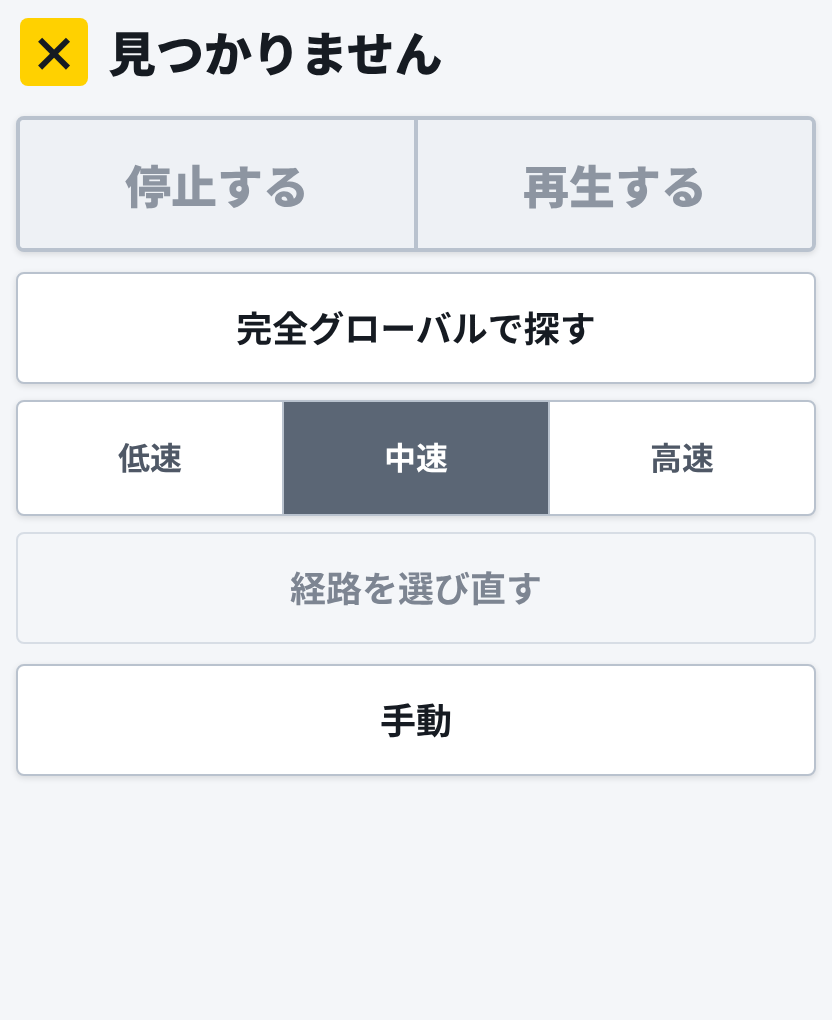 見つかりません
停止する
再生する
完全グローバルで探す
低速
中速
高速
経路を選び直す
手動